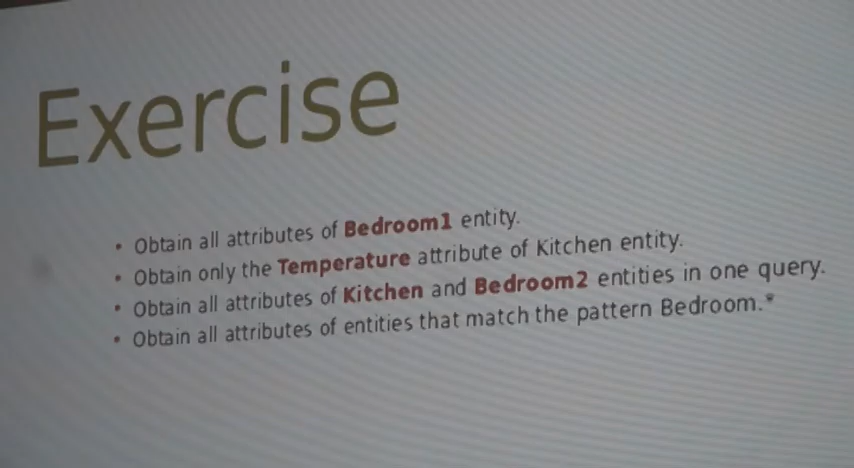 Exercise
• Obtain all attributes of Bedroom1 entity.
• Obtain only the Temperature attribute of Kitchen entity.
• Obtain all attributes of Kitchen and Bedroom2 entities in one query.
• Obtain all attributes of entities that match the pattern Bedroom.*